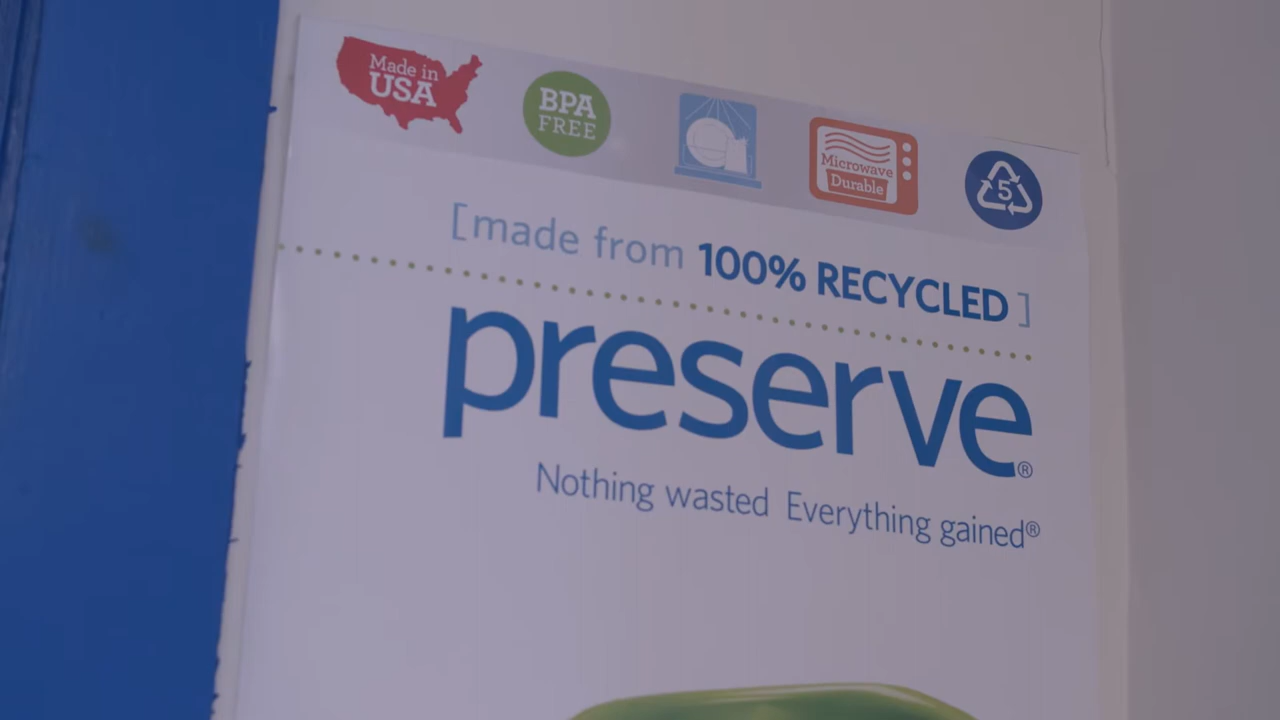 Made in
USA
BPA
FREE
Microwave
Durable
5
[made from 100% RECYCLED ]
preserve®
Nothing wasted Everything gained®